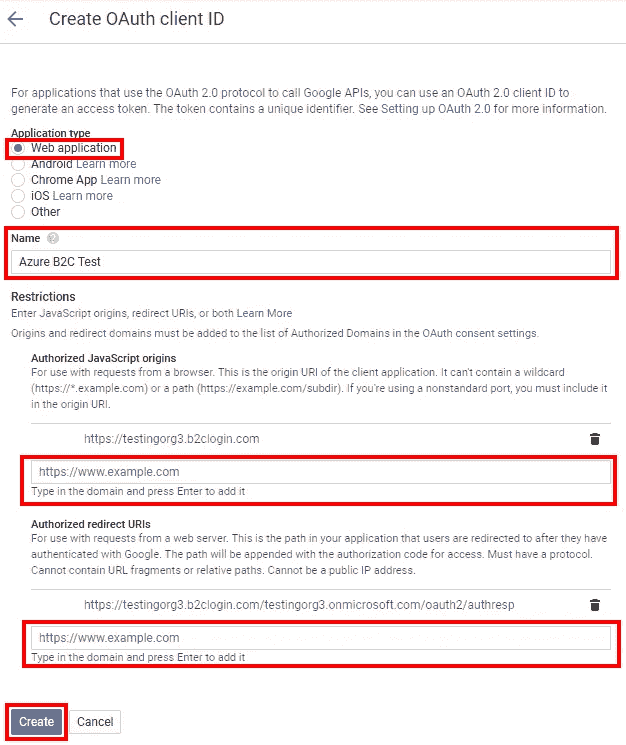 Create OAuth client ID
For applications that use the OAuth 2.0 protocol to call Google APIs, you can use an OAuth 2.0 client ID to
generate an access token. The token contains a unique identifier. See Setting up OAuth 2.0 for more information.
Application type
Web application
Android Learn more
Chrome App Learn more
iOS Learn more
Other
Name ?
Azure B2C Test
Restrictions
Enter JavaScript origins, redirect URIs, or both Learn More
Origins and redirect domains must be added to the list of Authorized Domains in the OAuth consent settings.
Authorized JavaScript origins
For use with requests from a browser. This is the origin URI of the client application. It can't contain a wildcard
(https://*.example.com) or a path (https://example.com/subdir). If you're using a nonstandard port, you must include it
in the origin URI.
https://testingorg3.b2clogin.com
https://www.example.com
Type in the domain and press Enter to add it
Authorized redirect URIs
For use with requests from a web server. This is the path in your application that users are redirected to after they have
authenticated with Google. The path will be appended with the authorization code for access. Must have a protocol.
Cannot contain URL fragments or relative paths. Cannot be a public IP address.
https://testingorg3.b2clogin.com/testingorg3.onmicrosoft.com/oauth2/authresp
https://www.example.com
Type in the domain and press Enter to add it
Create Cancel